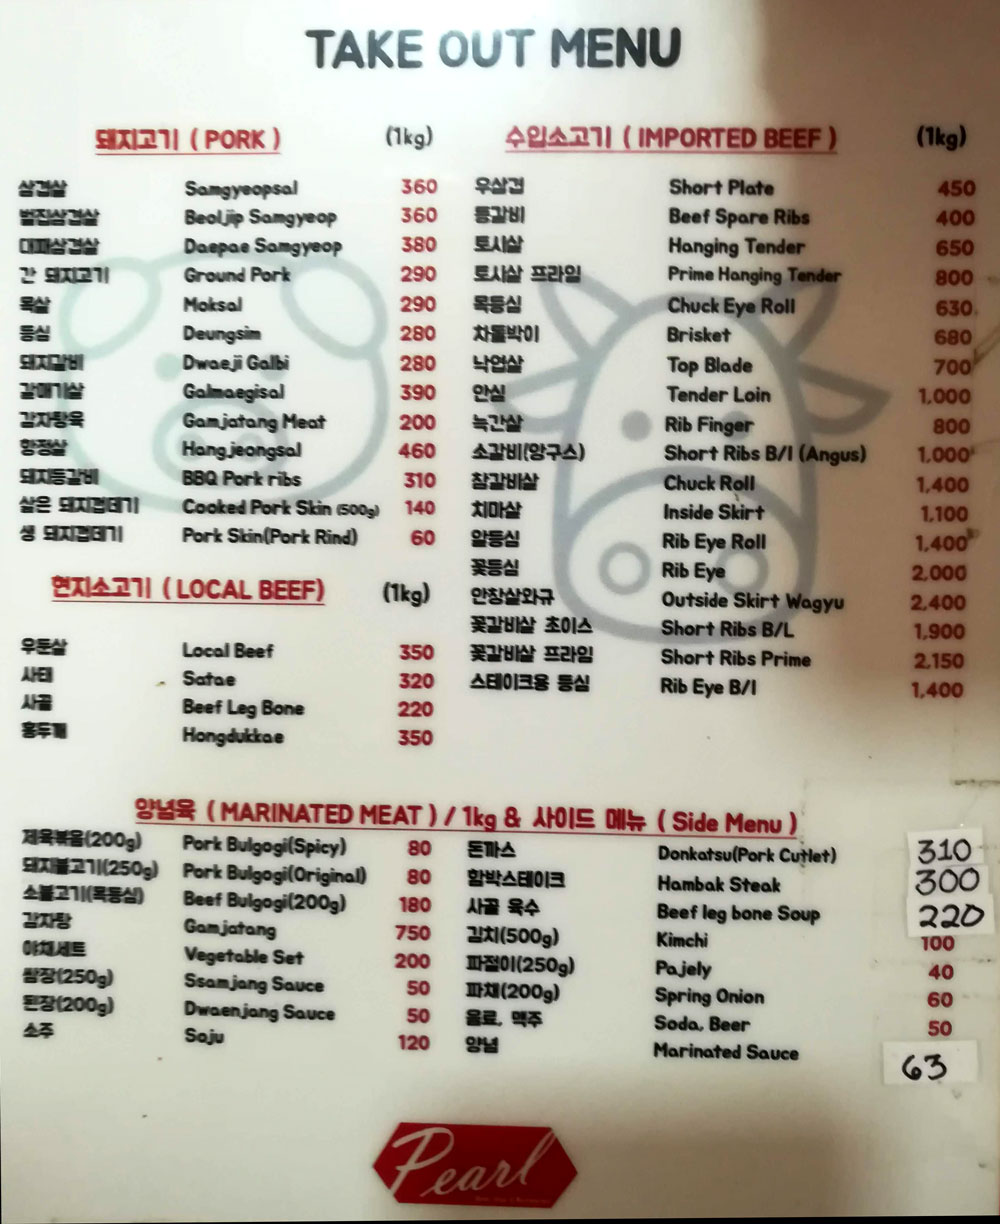 TAKE OUT MENU
돼지고기 ( PORK ) (1kg)
삼겹살 Samgyeopsal 360
벌집삼겹살 Beoljip Samgyeop 360
대패삼겹살 Daepae Samgyeop 380
간 돼지고기 Ground Pork 290
목살 Moksal 290
등심 Deungsim 280
돼지갈비 Dwaeji Galbi 280
갈매기살 Galmaegisal 390
감자탕육 Gamjatang Meat 200
항정살 Hangjeongsal 460
돼지등갈비 BBQ Pork ribs 310
삶은 돼지껍데기 Cooked Pork Skin (500g) 140
생 돼지껍데기 Pork Skin(Pork Rind) 60
현지소고기 ( LOCAL BEEF) (1kg)
우둔살 Local Beef 350
사태 Satae 320
사골 Beef Leg Bone 220
홍두깨 Hongdukkae 350
수입소고기 ( IMPORTED BEEF ) (1kg)
우삼겹 Short Plate 450
등갈비 Beef Spare Ribs 400
토시살 Hanging Tender 650
토시살 프라임 Prime Hanging Tender 800
목등심 Chuck Eye Roll 630
차돌박이 Brisket 680
낙엽살 Top Blade 700
안심 Tender Loin 1,000
늑간살 Rib Finger 800
소갈비(앙구스) Short Ribs B/I (Angus) 1,000
참갈비살 Chuck Roll 1,400
치마살 Inside Skirt 1,100
알등심 Rib Eye Roll 1,400
꽃등심 Rib Eye 2,000
안창살와규 Outside Skirt Wagyu 2,400
꽃갈비살 초이스 Short Ribs B/L 1,900
꽃갈비살 프라임 Short Ribs Prime 2,150
스테이크용 등심 Rib Eye B/I 1,400
양념육 ( MARINATED MEAT ) / 1kg & 사이드 메뉴 ( Side Menu )
제육볶음(200g) Pork Bulgogi(Spicy) 80
돼지불고기(250g) Pork Bulgogi(Original) 80
소불고기(목등심) Beef Bulgogi(200g) 180
감자탕 Gamjatang 750
야채세트 Vegetable Set 200
쌈장(250g) Ssamjang Sauce 50
된장(200g) Dwaenjang Sauce 50
소주 Soju 120
돈까스 Donkatsu(Pork Cutlet) 310
함박스테이크 Hambak Steak 300
사골 육수 Beef leg bone Soup 220
김치(500g) Kimchi 100
파절이(250g) Pajely 40
파채(200g) Spring Onion 60
음료, 맥주 Soda, Beer 50
양념 Marinated Sauce 63
Pearl